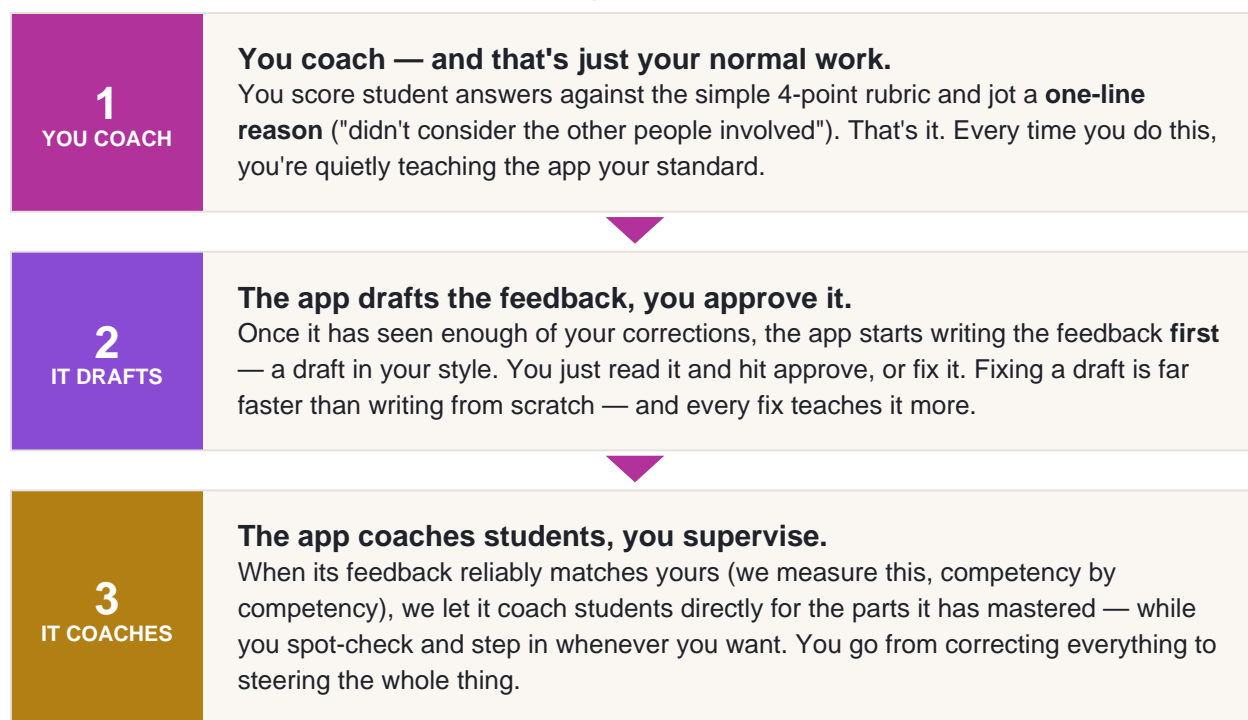 1
YOU COACH
You coach — and that's just your normal work.
You score student answers against the simple 4-point rubric and jot a one-line
reason ("didn't consider the other people involved"). That's it. Every time you do this,
you're quietly teaching the app your standard.
2
IT DRAFTS
The app drafts the feedback, you approve it.
Once it has seen enough of your corrections, the app starts writing the feedback first
— a draft in your style. You just read it and hit approve, or fix it. Fixing a draft is far
faster than writing from scratch — and every fix teaches it more.
3
IT COACHES
The app coaches students, you supervise.
When its feedback reliably matches yours (we measure this, competency by
competency), we let it coach students directly for the parts it has mastered — while
you spot-check and step in whenever you want. You go from correcting everything to
steering the whole thing.